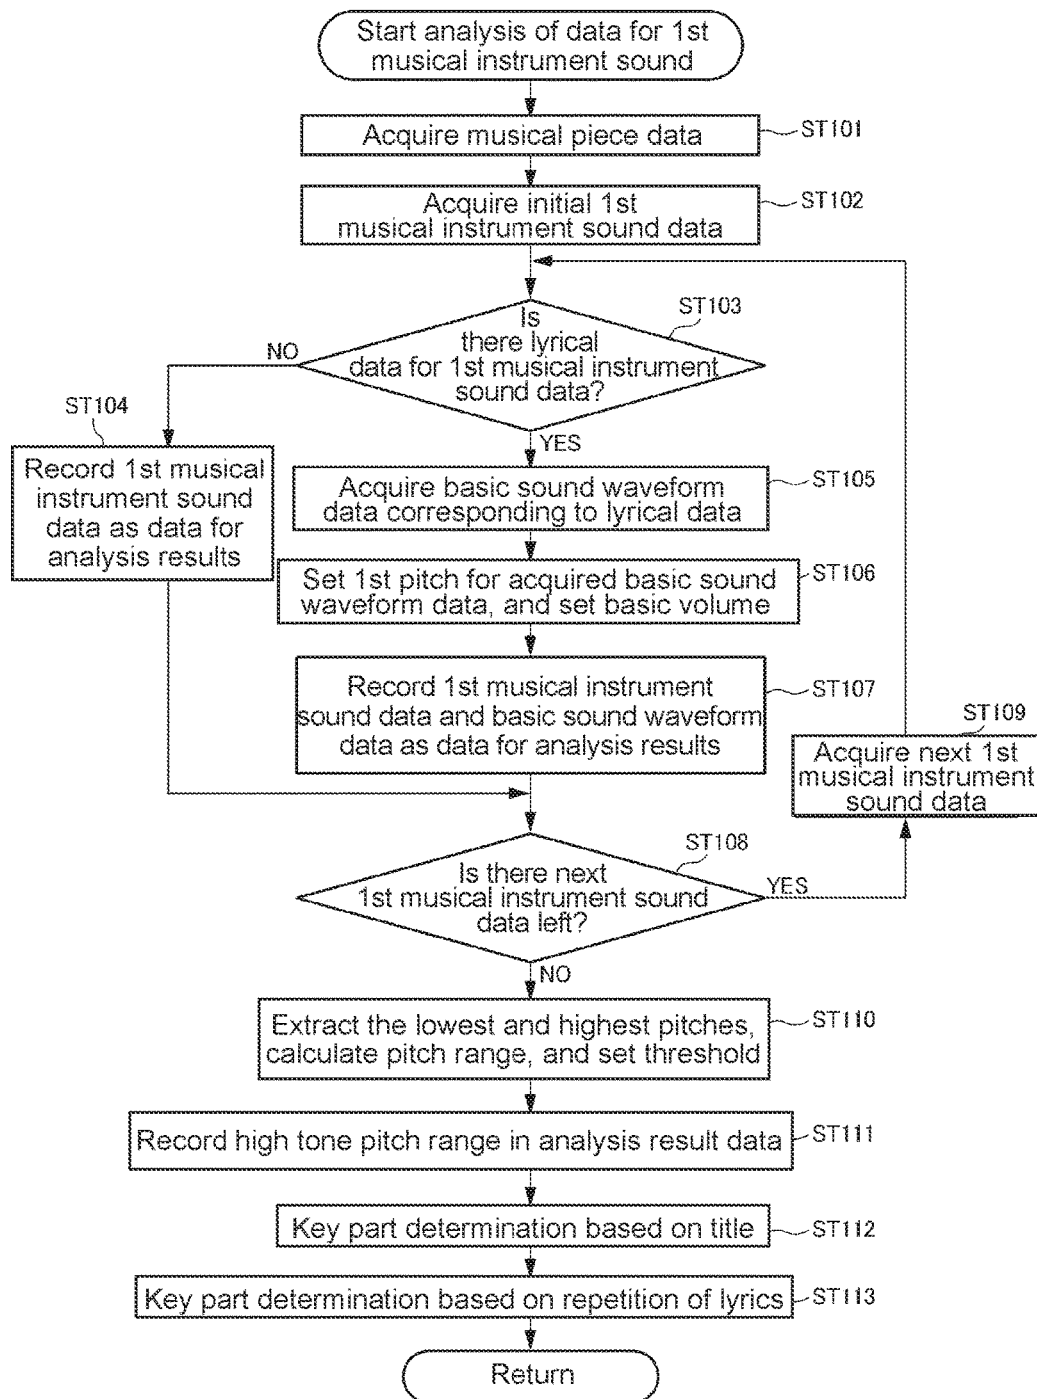 Start analysis of data for 1st
musical instrument sound
Acquire musical piece data
ST101
Acquire initial 1st
musical instrument sound data
ST102
Is
there lyrical
data for 1st musical instrument
sound data?
ST103
NO
YES
ST104
Record 1st musical
instrument sound
data as data for
analysis results
Acquire basic sound waveform
data corresponding to lyrical data
ST105
Set 1st pitch for acquired basic sound
waveform data, and set basic volume
ST106
Record 1st musical instrument
sound data and basic sound waveform
data as data for analysis results
ST107
ST109
Acquire next 1st
musical instrument
sound data
Is there next
1st musical instrument sound
data left?
ST108
YES
NO
Extract the lowest and highest pitches,
calculate pitch range, and set threshold
ST110
Record high tone pitch range in analysis result data
ST111
Key part determination based on title
ST112
Key part determination based on repetition of lyrics
ST113
Return